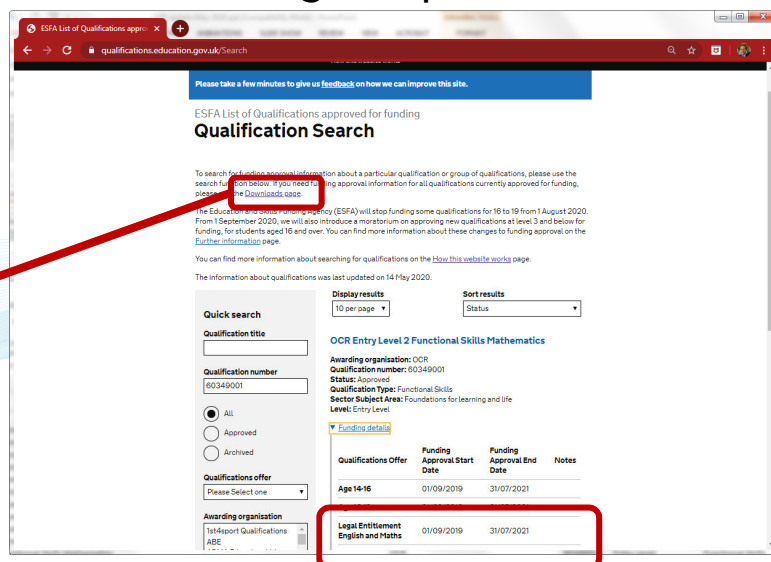 ESFA List of Qualifications appro
qualifications.education.gov.uk/Search
Please take a few minutes to give us feedback on how we can improve this site.
ESFA List of Qualifications approved for funding
Qualification Search
To search for funding approval information about a particular qualification or group of qualifications, please use the
search function below. If you need funding approval information for all qualifications currently approved for funding,
please the Downloads page.
The Education and Skills Funding Agency (ESFA) will stop funding some qualifications for 16 to 19 from 1 August 2020.
From 1 September 2020, we will also introduce a moratorium on approving new qualifications at level 3 and below for
funding, for students aged 16 and over. You can find more information about these changes to funding approval on the
Further information page.
You can find more information about searching for qualifications on the How this website works page.
The information about qualifications was last updated on 14 May 2020.
Quick search
Qualification title
Qualification number
60349001
All
Approved
Archived
Qualifications offer
Please Select one
Awarding organisation
1st4sport Qualifications
ABE
Display results
10 per page
Sort results
Status
OCR Entry Level 2 Functional Skills Mathematics
Awarding organisation: OCR
Qualification number: 60349001
Status: Approved
Qualification Type: Functional Skills
Sector Subject Area: Foundations for learning and life
Level: Entry Level
Funding details
Qualifications Offer
Funding Approval Start Date
Funding Approval End Date
Notes
Age 14-16 01/09/2019 31/07/2021
Legal Entitlement English and Maths 01/09/2019 31/07/2021